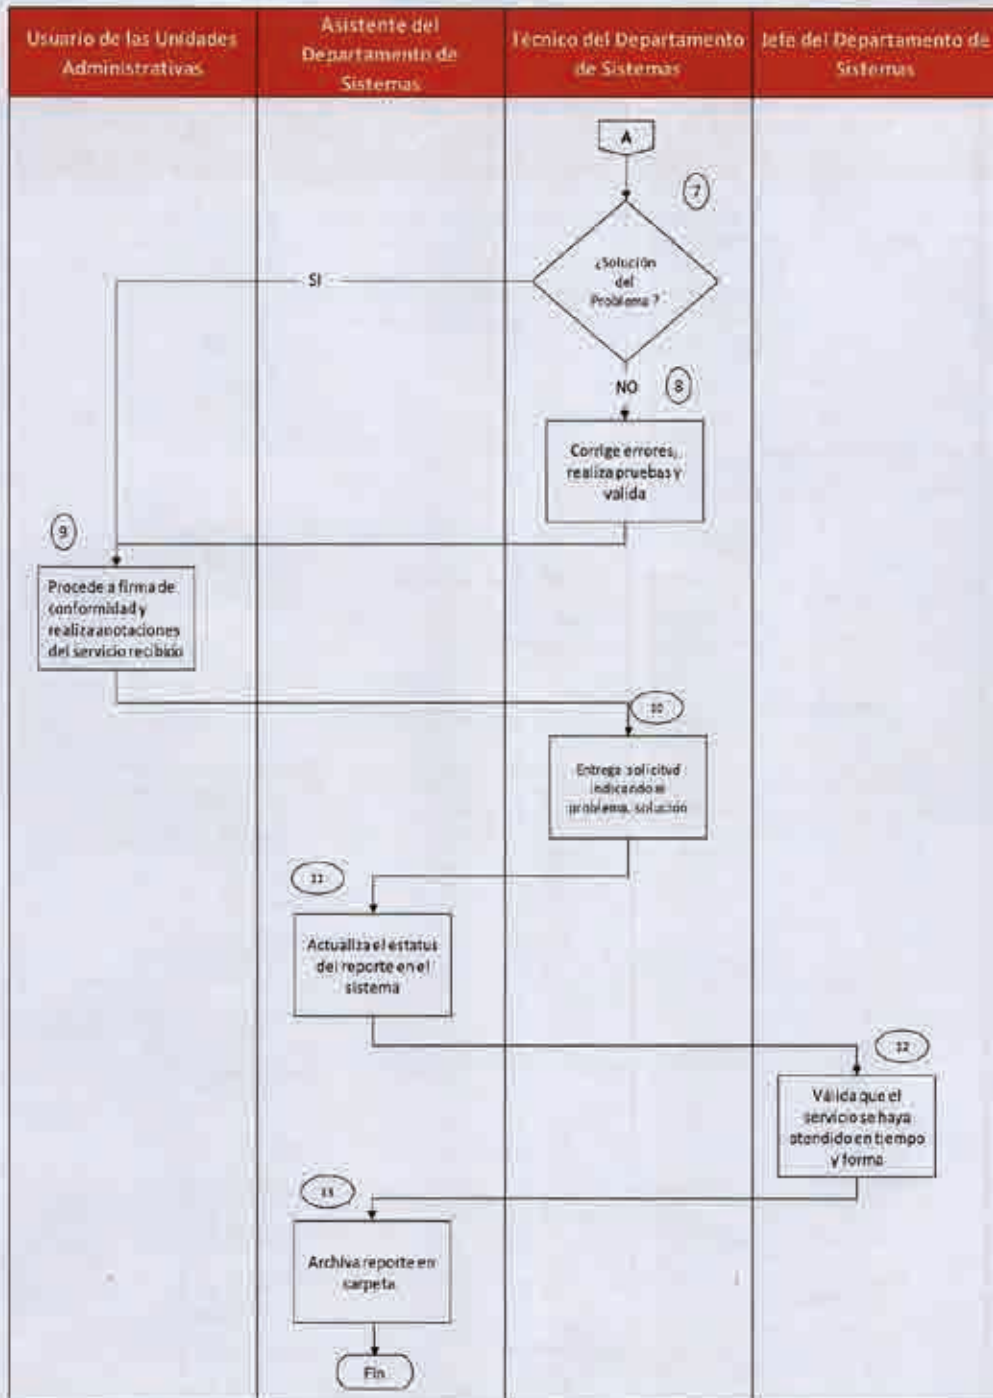 Usuario de las Unidades
Administrativas
Asistente del
Departamento de
Sistemas
Técnico del Departamento
de Sistemas
Jefe del Departamento de
Sistemas
A
7
¿Solución
del
Problema ?
SI
NO
8
Corrige errores,
realiza pruebas y
valida
9
Procede a firma de
conformidad y
realiza anotaciones
del servicio recibido
10
Entrega solicitud
indicando el
problema, solución
11
Actualiza el estatus
del reporte en el
sistema
12
Válida que el
servicio se haya
atendido en tiempo
y forma
13
Archiva reporte en
carpeta
Fin